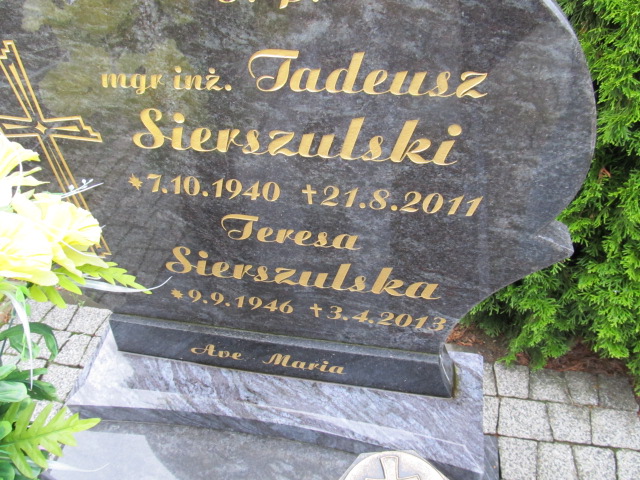 Ś. P.
mgr inż. Tadeusz
Sierszulski
*7.10.1940 †21.8.2011
Teresa
Sierszulska
*9.9.1946 †3.4.2013
Ave Maria